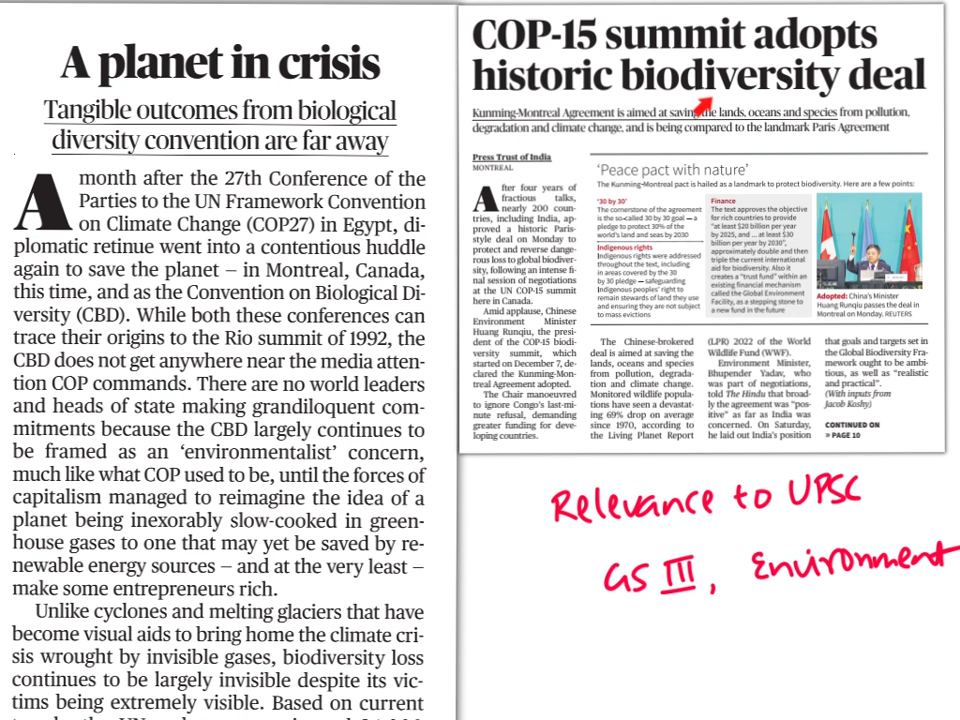 A planet in crisis
Tangible outcomes from biological
diversity convention are far away
A month after the 27th Conference of the
Parties to the UN Framework Convention
on Climate Change (COP27) in Egypt, di-
plomatic retinue went into a contentious huddle
again to save the planet – in Montreal, Canada,
this time, and as the Convention on Biological Di-
versity (CBD). While both these conferences can
trace their origins to the Rio summit of 1992, the
CBD does not get anywhere near the media atten-
tion COP commands. There are no world leaders
and heads of state making grandiloquent com-
mitments because the CBD largely continues to
be framed as an ‘environmentalist’ concern,
much like what COP used to be, until the forces of
capitalism managed to reimagine the idea of a
planet being inexorably slow-cooked in green-
house gases to one that may yet be saved by re-
newable energy sources – and at the very least –
make some entrepreneurs rich.
Unlike cyclones and melting glaciers that have
become visual aids to bring home the climate cri-
sis wrought by invisible gases, biodiversity loss
continues to be largely invisible despite its vic-
tims being extremely visible. Based on current
COP-15 summit adopts
historic biodiversity deal
Kunming-Montreal Agreement is aimed at saving the lands, oceans and species from pollution,
degradation and climate change, and is being compared to the landmark Paris Agreement
Press Trust of India
MONTREAL
After four years of
fractious talks,
nearly 200 coun-
tries, including India, ap-
proved a historic Paris-
style deal on Monday to
protect and reverse dange-
rous loss to global biodiver-
sity, following an intense fi-
nal session of negotiations
at the UN COP-15 summit
here in Canada.
Amid applause, Chinese
Environment Minister
Huang Runqiu, the presi-
dent of the COP-15 biodi-
versity summit, which
started on December 7, de-
clared the Kunming-Mon-
treal Agreement adopted.
The Chair manoeuvred
to ignore Congo's last-mi-
nute refusal, demanding
greater funding for deve-
loping countries.
‘Peace pact with nature’
The Kunming-Montreal pact is hailed as a landmark to protect biodiversity. Here are a few points:
‘30 by 30’
The cornerstone of the agreement
is the so-called 30 by 30 goal — a
pledge to protect 30% of the
world's land and seas by 2030
Indigenous rights
Indigenous rights were addressed
throughout the text, including
in areas covered by the 30
by 30 pledge — safeguarding
Indigenous peoples' right to
remain stewards of land they use
and ensuring they are not subject
to mass evictions
Finance
The text approves the objective
for rich countries to provide
“at least $20 billion per year
by 2025, and ... at least $30
billion per year by 2030”,
approximately double and then
triple the current international
aid for biodiversity. Also it
creates a “trust fund” within an
existing financial mechanism
called the Global Environment
Facility, as a stepping stone to
a new fund in the future
Adopted: China's Minister
Huang Runqiu passes the deal in
Montreal on Monday. REUTERS
The Chinese-brokered
deal is aimed at saving the
lands, oceans and species
from pollution, degrada-
tion and climate change.
Monitored wildlife popula-
tions have seen a devastat-
ing 69% drop on average
since 1970, according to
the Living Planet Report
(LPR) 2022 of the World
Wildlife Fund (WWF).
Environment Minister,
Bhupender Yadav, who
was part of negotiations,
told The Hindu that broad-
ly the agreement was “pos-
itive” as far as India was
concerned. On Saturday,
he laid out India's position
that goals and targets set in
the Global Biodiversity Fra-
mework ought to be ambi-
tious, as well as “realistic
and practical”.
(With inputs from
Jacob Koshy)
CONTINUED ON
» PAGE 10
Relevance to UPSC
GS III, Environment